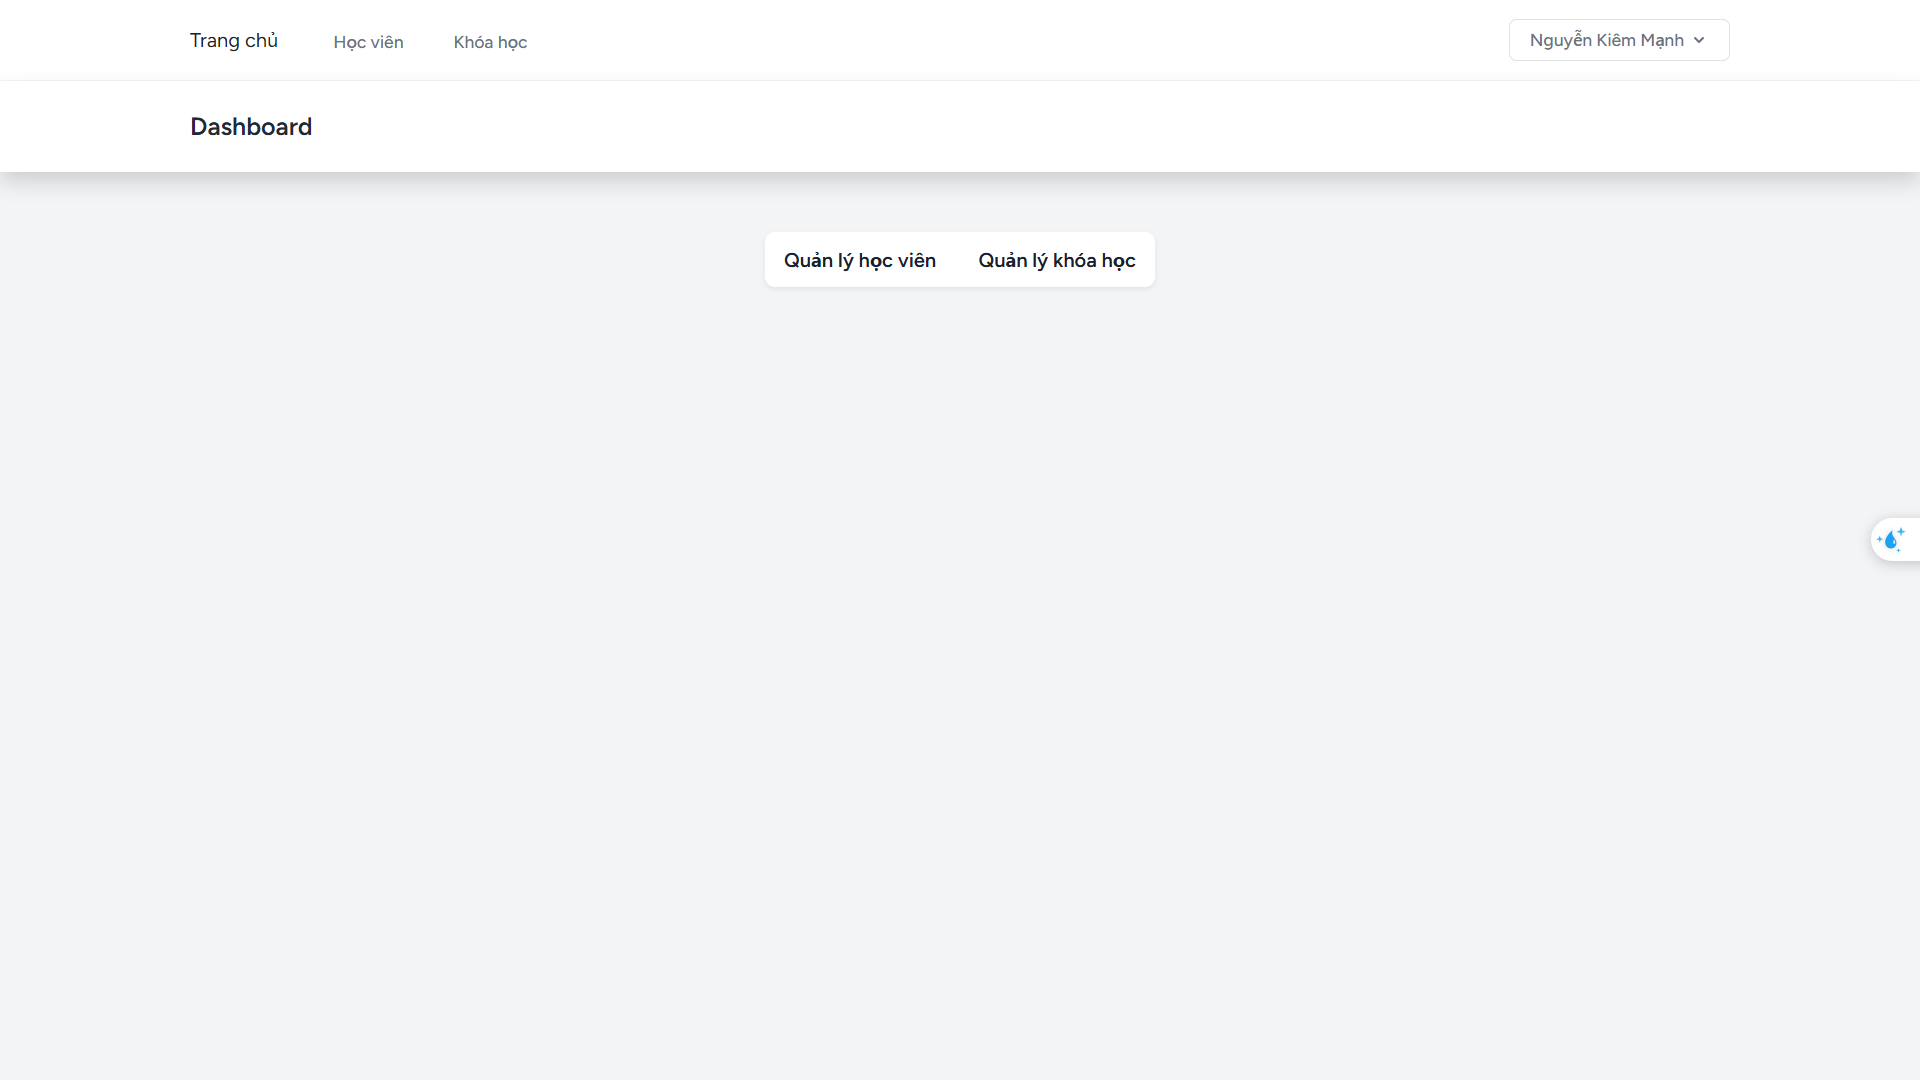 Trang chủ Học viên Khóa học Nguyễn Kiêm Mạnh
Dashboard
Quản lý học viên Quản lý khóa học